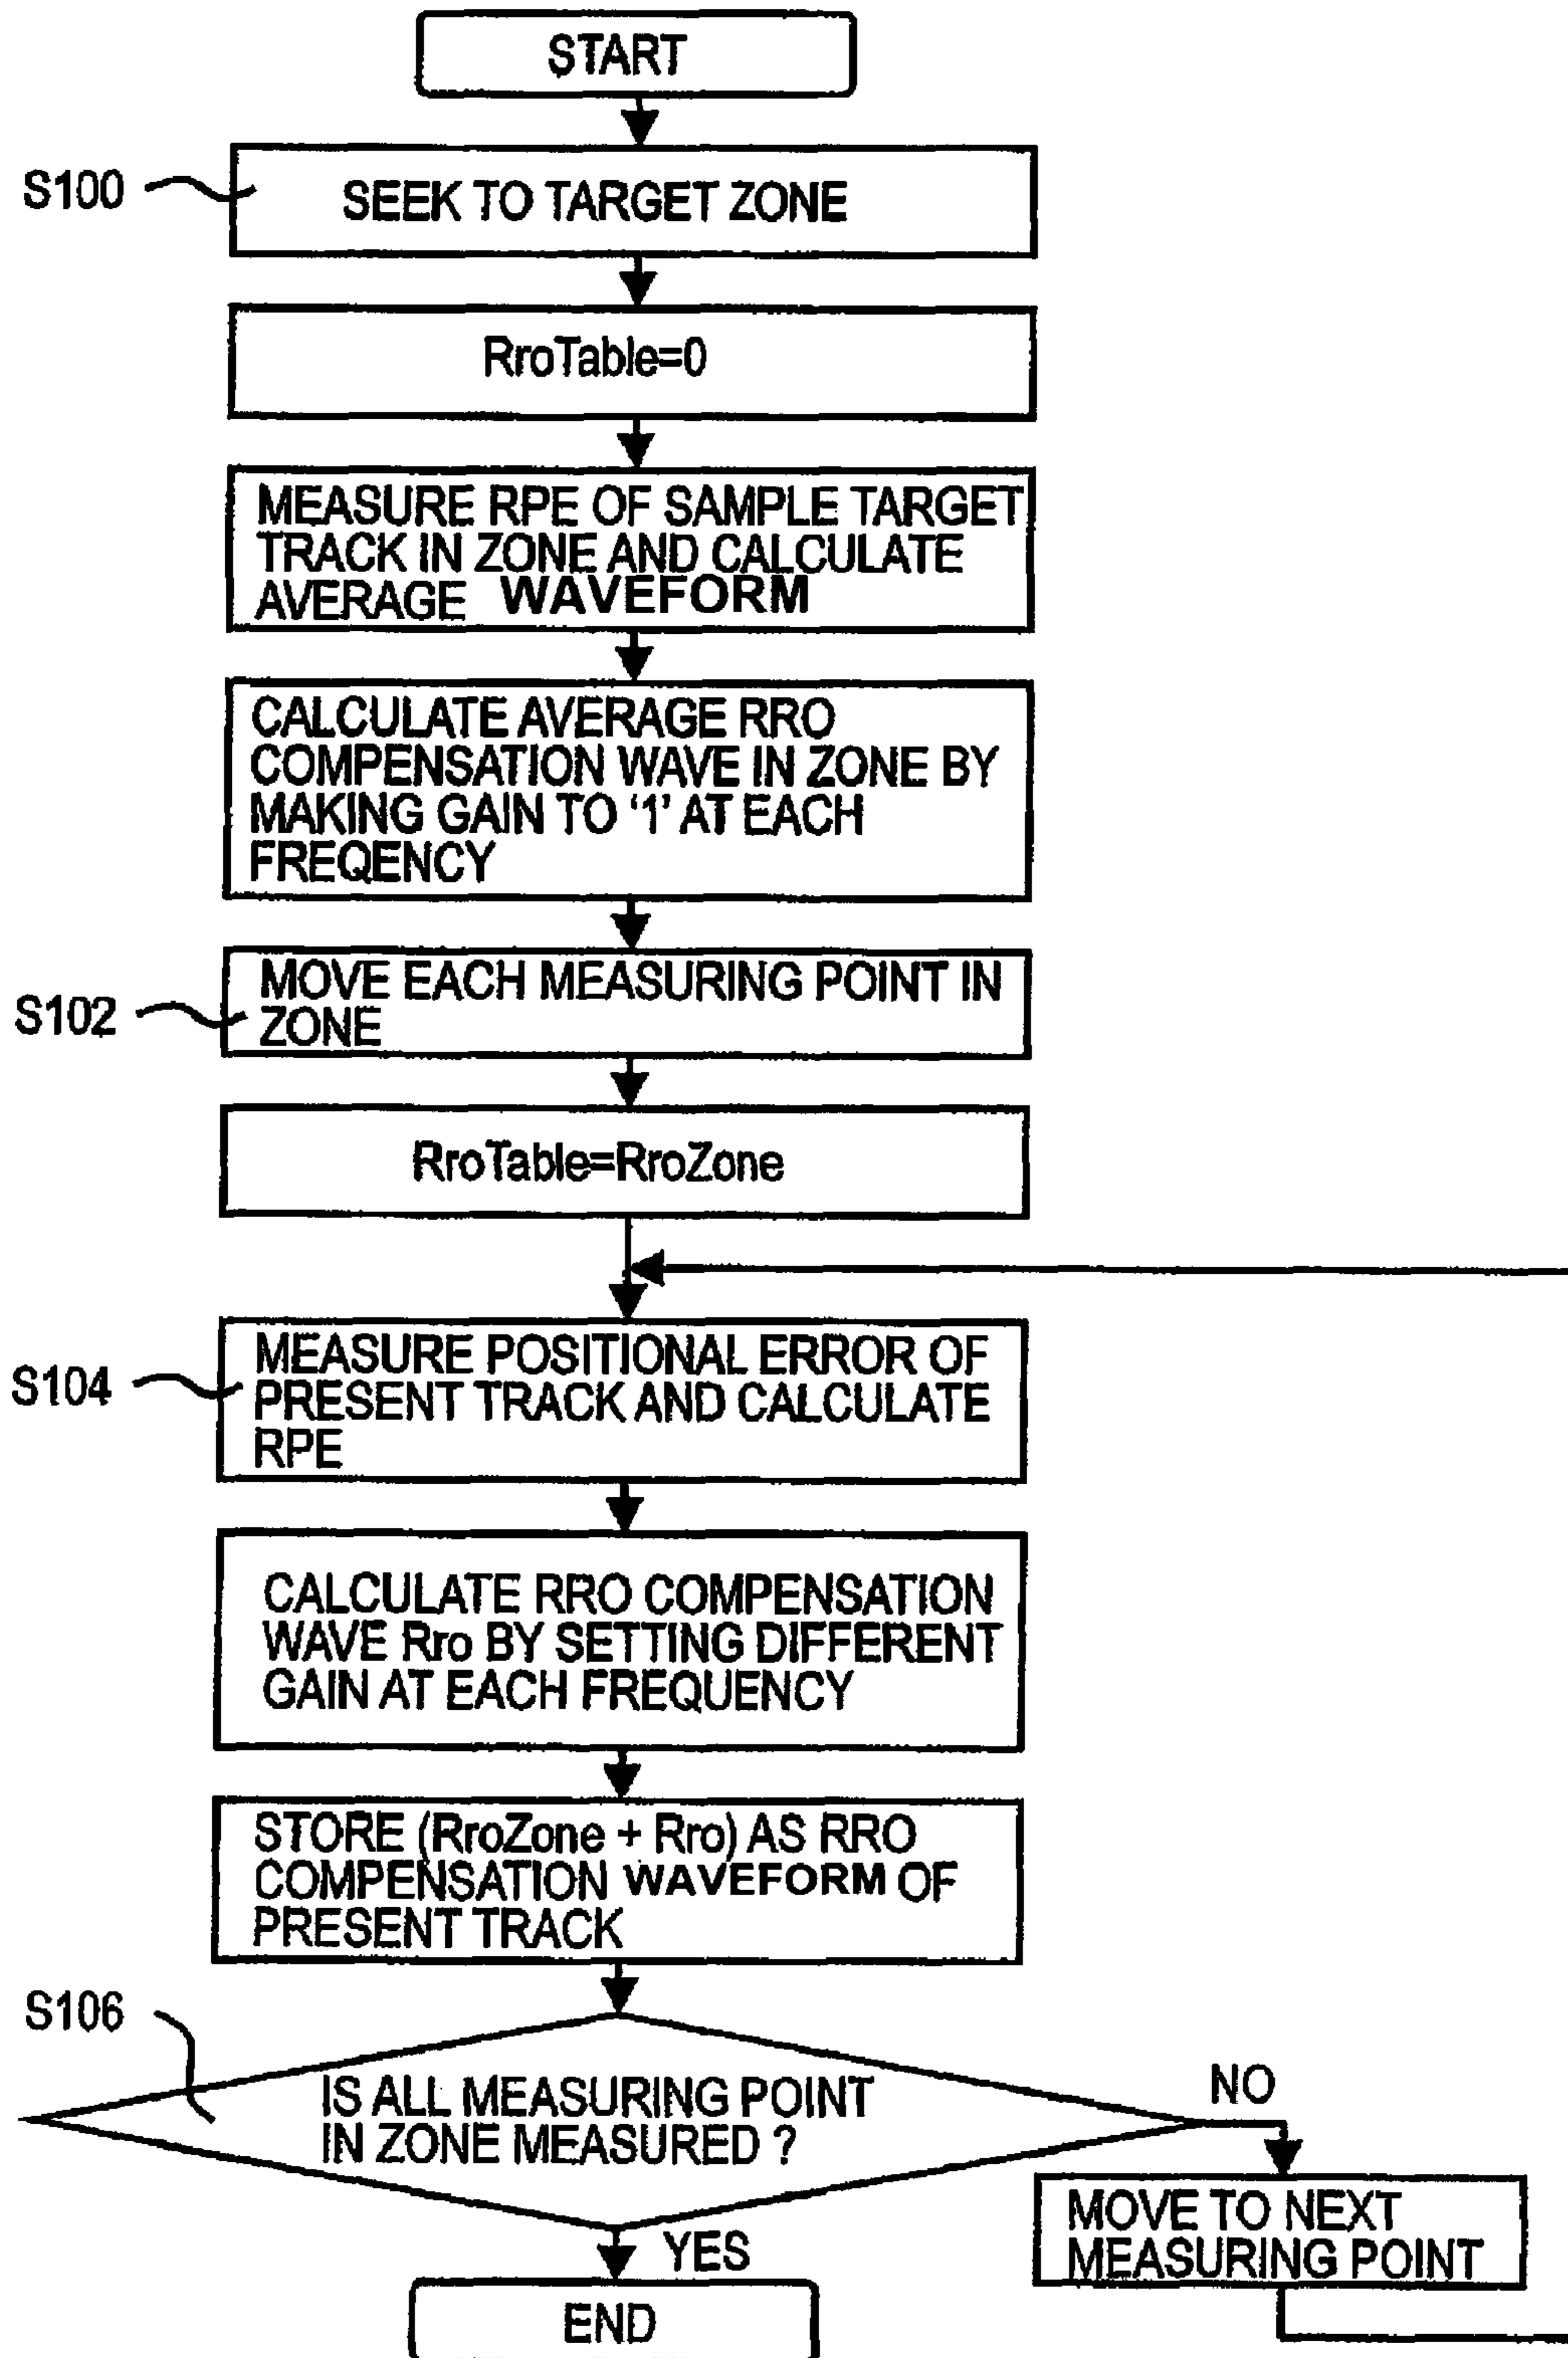 START
S100
SEEK TO TARGET ZONE
RroTable=0
MEASURE RPE OF SAMPLE TARGET
TRACK IN ZONE AND CALCULATE
AVERAGE WAVEFORM
CALCULATE AVERAGE RRO
COMPENSATION WAVE IN ZONE BY
MAKING GAIN TO ‘1’ AT EACH
FREQENCY
S102
MOVE EACH MEASURING POINT IN
ZONE
RroTable=RroZone
S104
MEASURE POSITIONAL ERROR OF
PRESENT TRACK AND CALCULATE
RPE
CALCULATE RRO COMPENSATION
WAVE Rro BY SETTING DIFFERENT
GAIN AT EACH FREQUENCY
STORE (RroZone + Rro) AS RRO
COMPENSATION WAVEFORM OF
PRESENT TRACK
S106
IS ALL MEASURING POINT
IN ZONE MEASURED ?
NO
MOVE TO NEXT
MEASURING POINT
YES
END